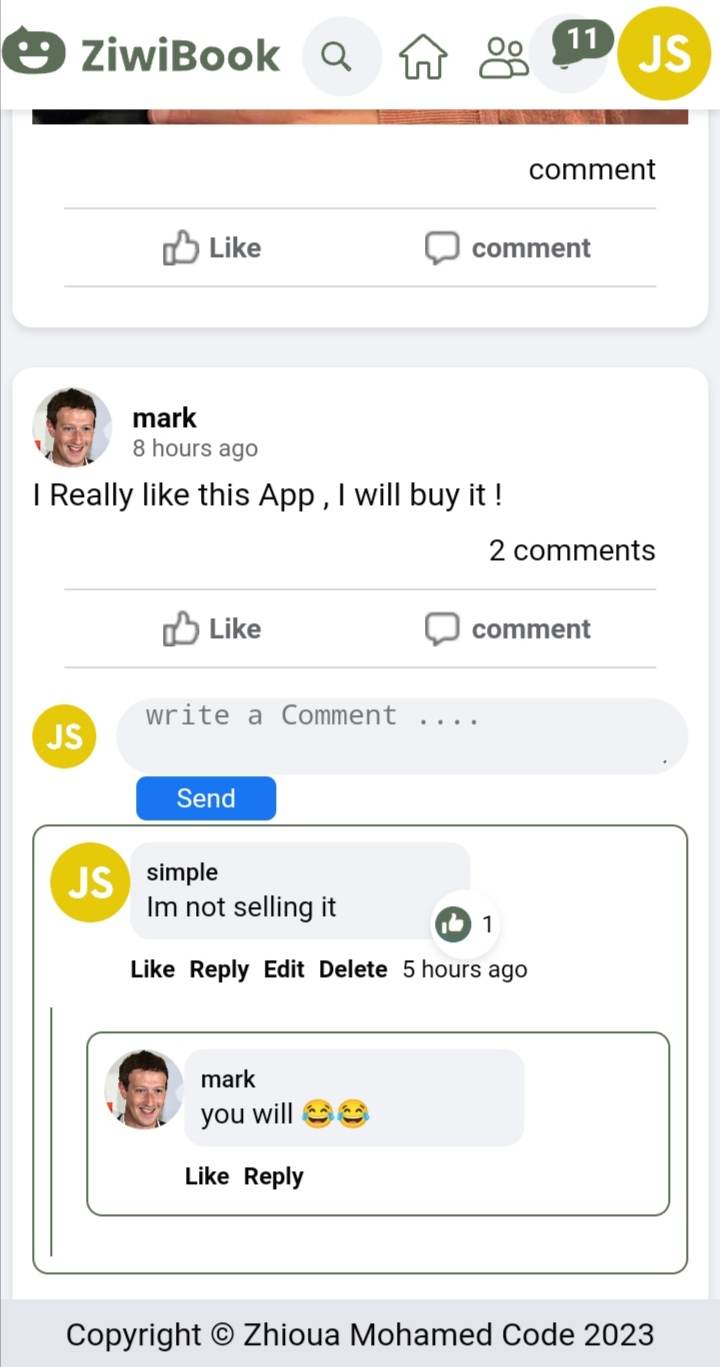 ZiwiBook
11
JS
comment
Like
comment
mark
8 hours ago
I Really like this App , I will buy it !
2 comments
Like
comment
JS
write a Comment ....
Send
JS
simple
Im not selling it
1
Like Reply Edit Delete 5 hours ago
mark
you will 😂😂
Like Reply
Copyright © Zhioua Mohamed Code 2023